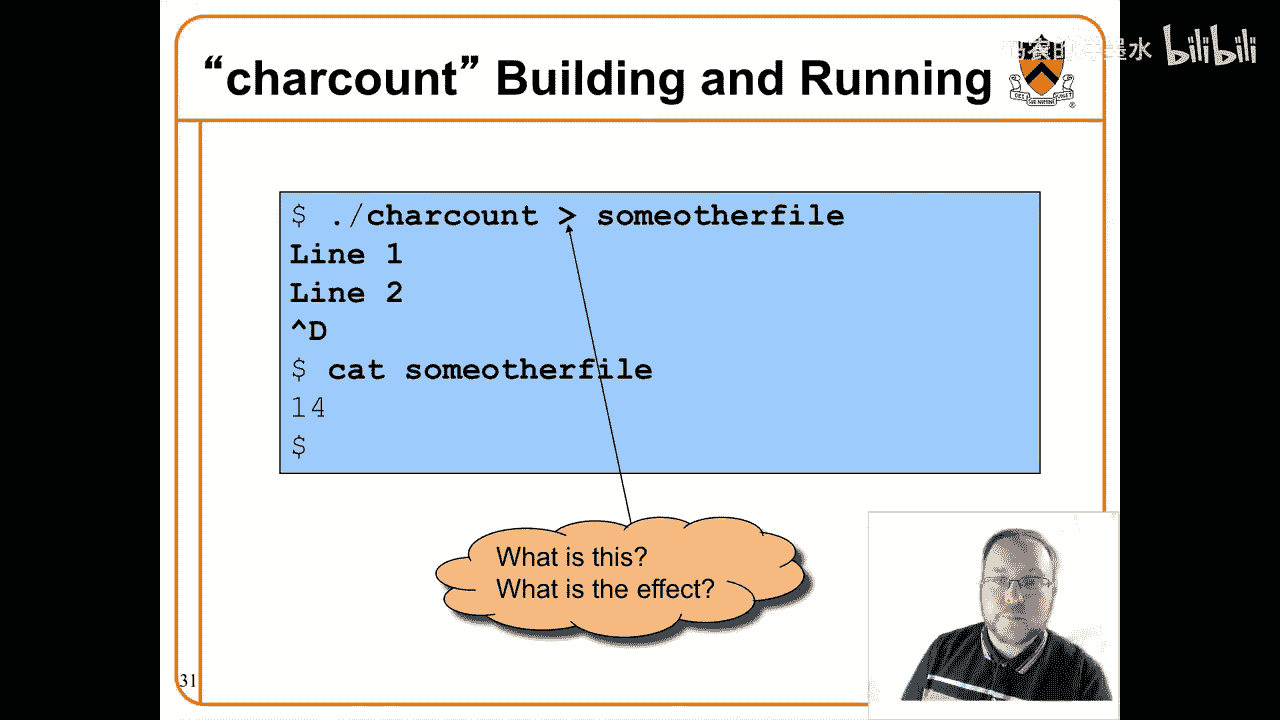 “charcount” Building and Running
水 bilibili
$ ./charcount > someotherfile
Line 1
Line 2
^D
$ cat someotherfile
14
$
What is this?
What is the effect?
31